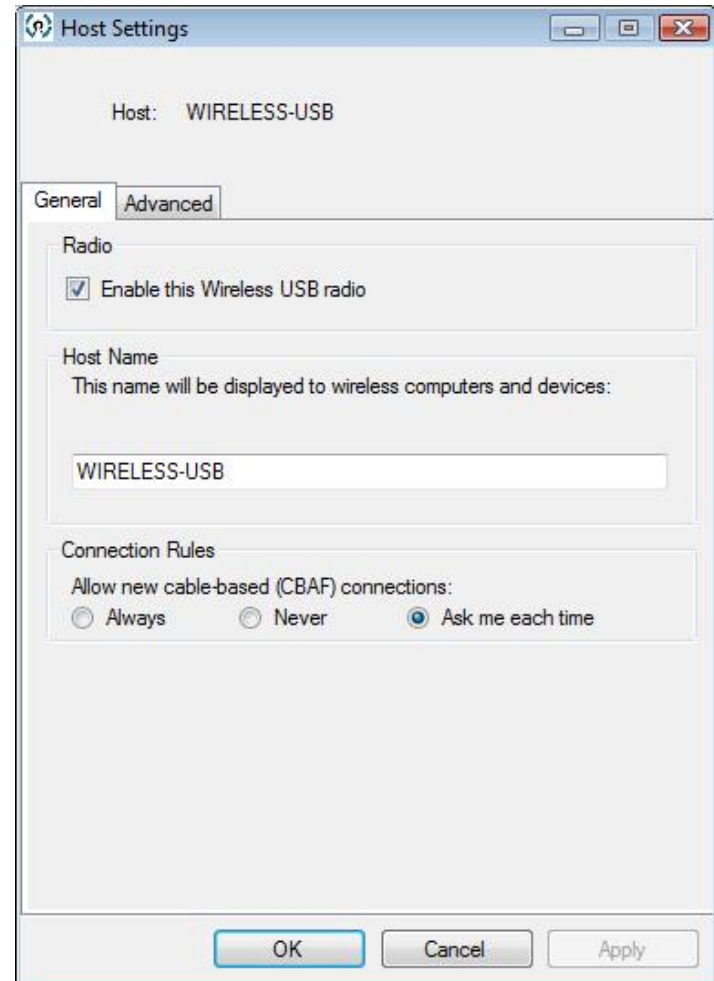 Host Settings
Host: WIRELESS-USB
General Advanced
Radio
Enable this Wireless USB radio
Host Name
This name will be displayed to wireless computers and devices:
WIRELESS-USB
Connection Rules
Allow new cable-based (CBAF) connections:
Always Never Ask me each time
OK Cancel Apply